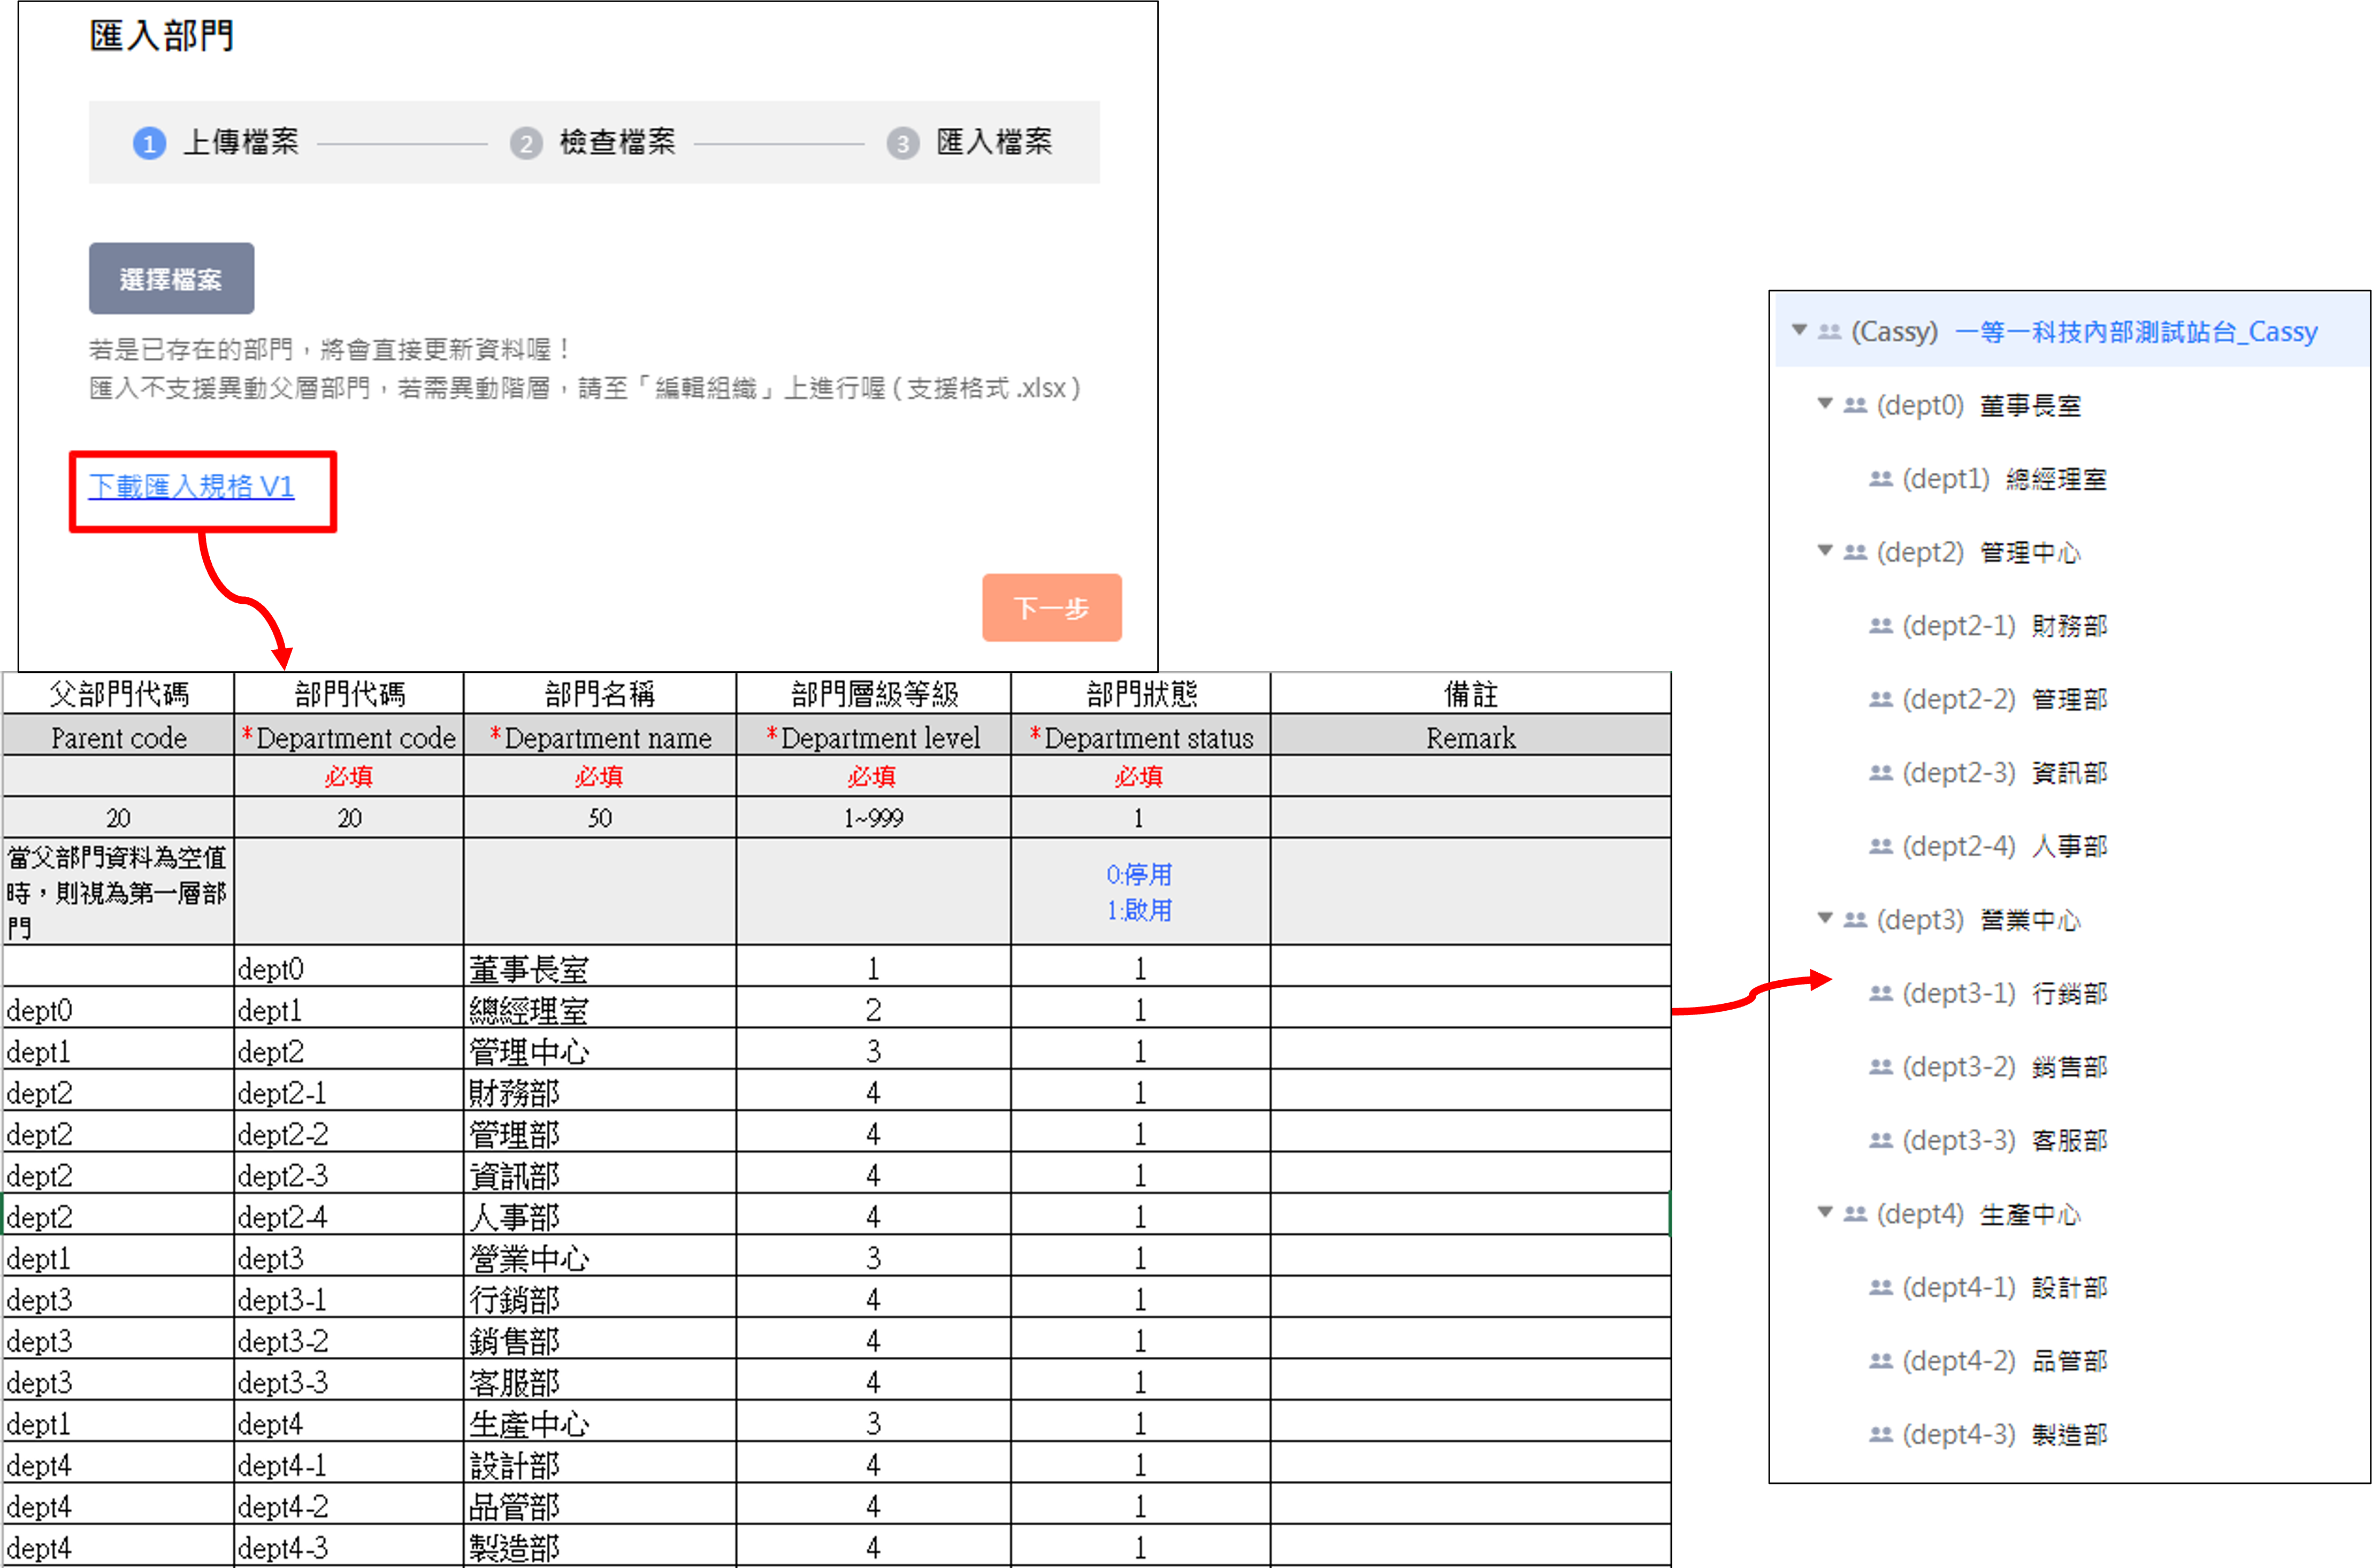 匯入部門
1 上傳檔案 2 檢查檔案 3 匯入檔案
選擇檔案
若是已存在的部門，將會直接更新資料喔！
匯入不支援異動父層部門，若需異動階層，請至「編輯組織」上進行喔 ( 支援格式 .xlsx )
下載匯入規格 V1
下一步
父部門代碼 部門代碼 部門名稱 部門層級等級 部門狀態 備註
Parent code *Department code *Department name *Department level *Department status Remark
必填 必填 必填 必填
20 20 50 1~999 1
當父部門資料為空值
時，則視為第一層部
門
0:停用
1:啟用
dept0 董事長室 1 1
dept0 dept1 總經理室 2 1
dept1 dept2 管理中心 3 1
dept2 dept2-1 財務部 4 1
dept2 dept2-2 管理部 4 1
dept2 dept2-3 資訊部 4 1
dept2 dept2-4 人事部 4 1
dept1 dept3 營業中心 3 1
dept3 dept3-1 行銷部 4 1
dept3 dept3-2 銷售部 4 1
dept3 dept3-3 客服部 4 1
dept1 dept4 生產中心 3 1
dept4 dept4-1 設計部 4 1
dept4 dept4-2 品管部 4 1
dept4 dept4-3 製造部 4 1
(Cassy) 一等一科技內部測試站台_Cassy
(dept0) 董事長室
(dept1) 總經理室
(dept2) 管理中心
(dept2-1) 財務部
(dept2-2) 管理部
(dept2-3) 資訊部
(dept2-4) 人事部
(dept3) 營業中心
(dept3-1) 行銷部
(dept3-2) 銷售部
(dept3-3) 客服部
(dept4) 生產中心
(dept4-1) 設計部
(dept4-2) 品管部
(dept4-3) 製造部